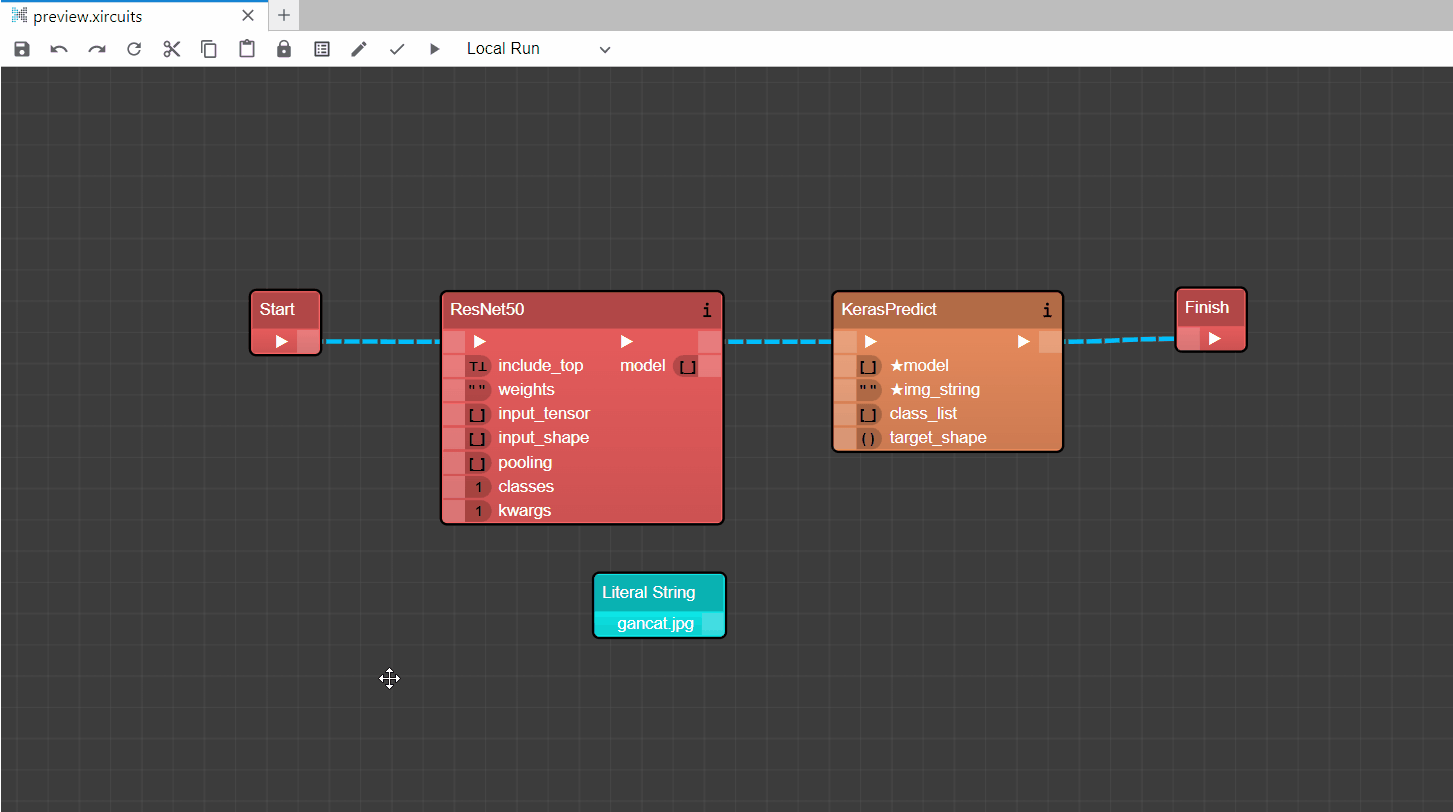 preview.xircuits
Local Run
Start
ResNet50 i
include_top model [ ]
" " weights
[ ] input_tensor
[ ] input_shape
[ ] pooling
1 classes
1 kwargs
KerasPredict i
[ ] ★model
" " ★img_string
[ ] class_list
( ) target_shape
Finish
Literal String
gancat.jpg